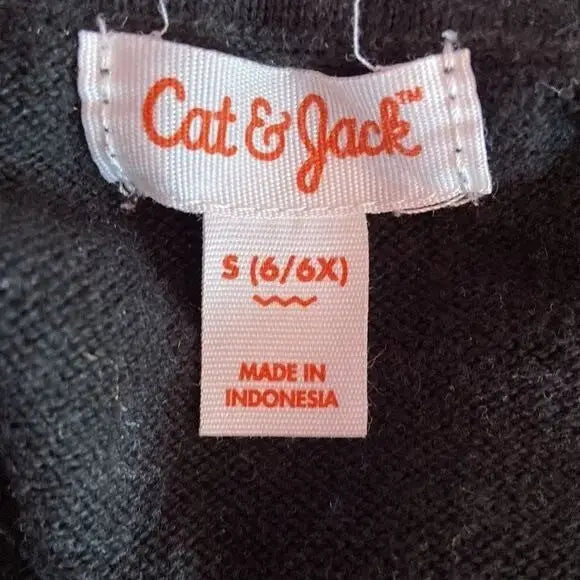 Cat & Jack™
S (6/6X)
MADE IN
INDONESIA